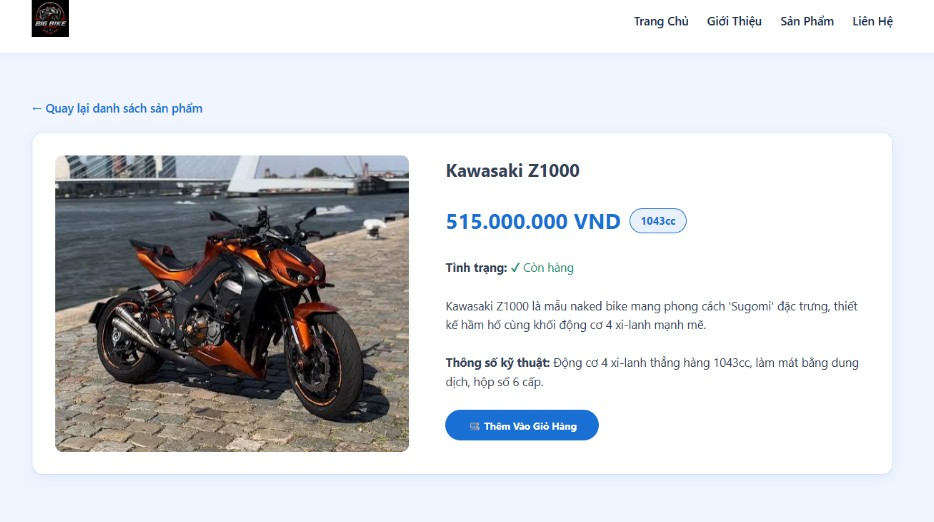 BIG BIKE
Trang Chủ Giới Thiệu Sản Phẩm Liên Hệ
← Quay lại danh sách sản phẩm
Kawasaki Z1000
515.000.000 VND 1043cc
Tình trạng: ✓ Còn hàng
Kawasaki Z1000 là mẫu naked bike mang phong cách 'Sugomi' đặc trưng, thiết
kế hầm hố cùng khối động cơ 4 xi-lanh mạnh mẽ.
Thông số kỹ thuật: Động cơ 4 xi-lanh thẳng hàng 1043cc, làm mát bằng dung
dịch, hộp số 6 cấp.
Thêm Vào Giỏ Hàng